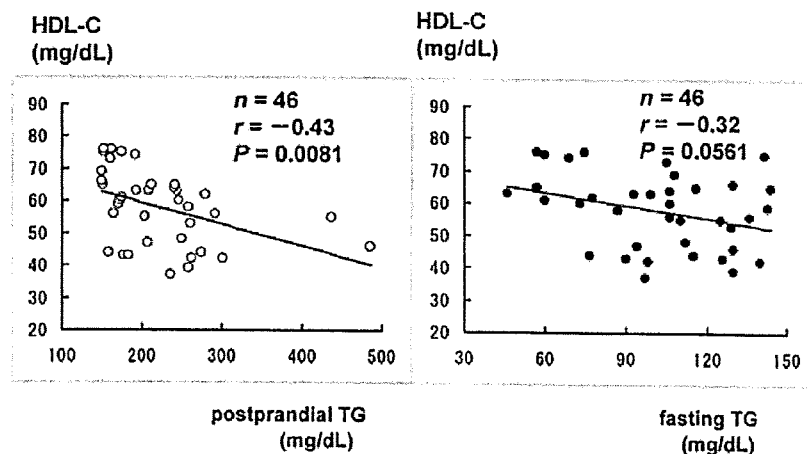 HDL-C
(mg/dL)
n = 46
r = −0.43
P = 0.0081
90
80
70
60
50
40
30
20
100 200 300 400 500
postprandial TG
(mg/dL)
HDL-C
(mg/dL)
n = 46
r = −0.32
P = 0.0561
90
80
70
60
50
40
30
20
30 60 90 120 150
fasting TG
(mg/dL)